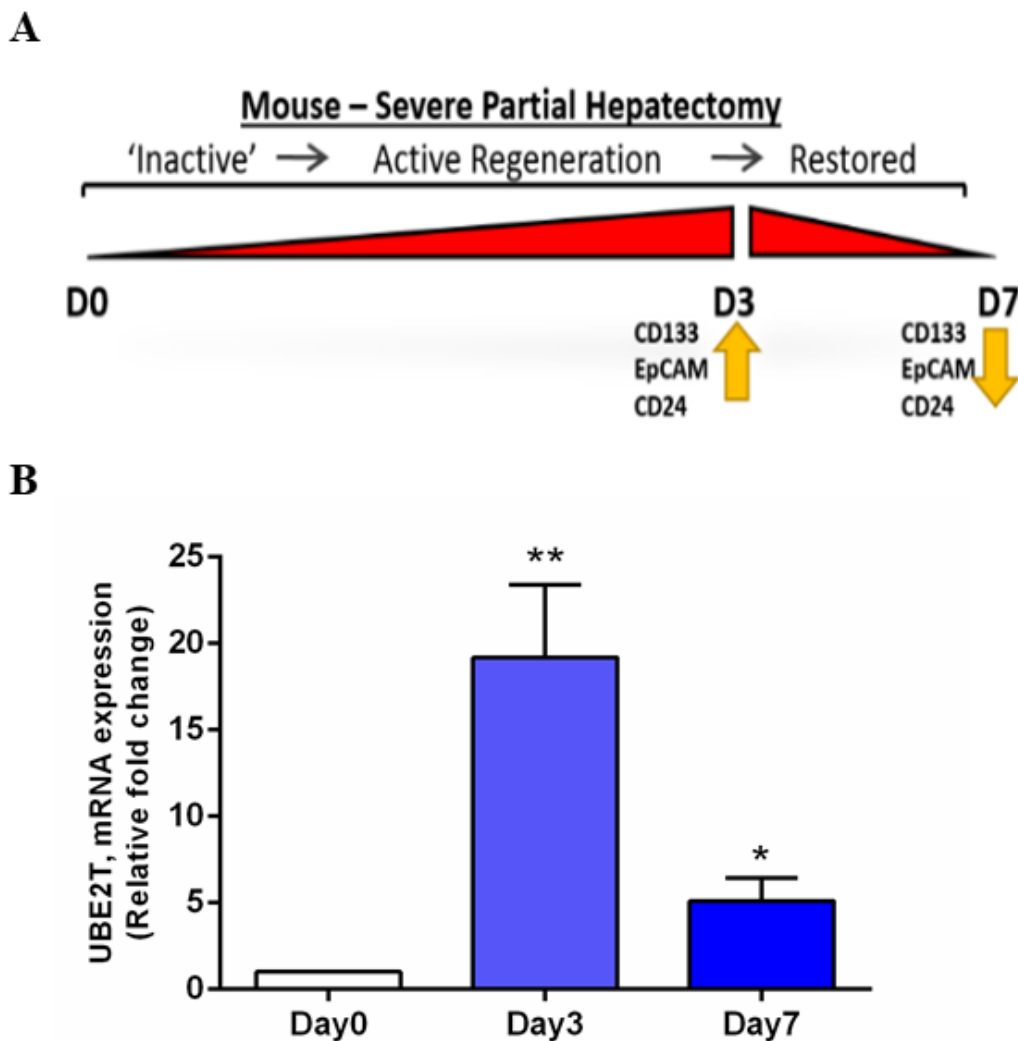 A
Mouse – Severe Partial Hepatectomy
'Inactive' → Active Regeneration → Restored
D0 D3 D7
CD133 CD133
EpCAM EpCAM
CD24 CD24
B
UBE2T, mRNA expression
(Relative fold change)
25
20
15
10
5
0
**
*
Day0 Day3 Day7